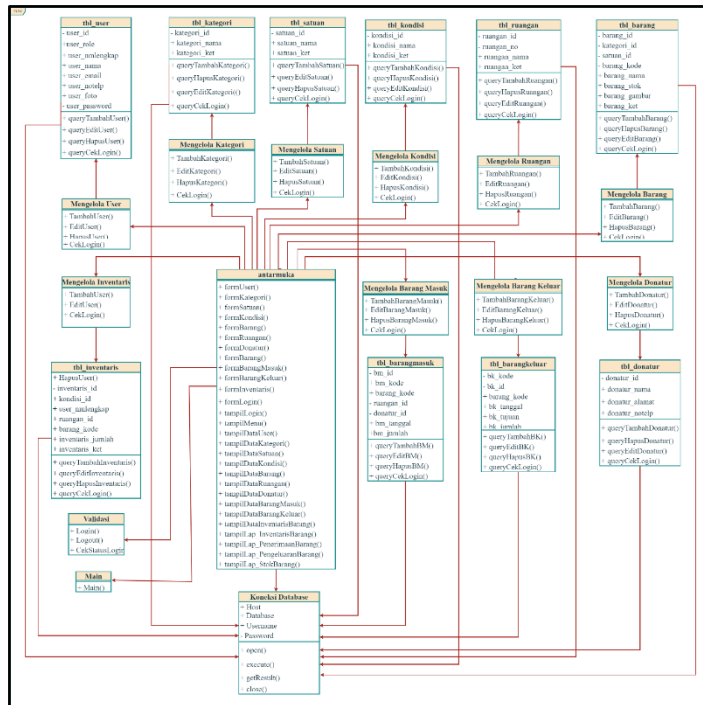 tbl_user
- user_id
- user_role
+ user_nmlengkap
+ user_nama
+ user_email
+ user_notelp
+ user_foto
- user_password
+ queryTambahUser()
+ queryEditUser()
+ queryHapusUser()
+ queryCekLogin()
tbl_kategori
- kategori_id
+ kategori_nama
+ kategori_ket
+ queryTambahKategori()
+ queryHapusKategori()
+ queryEditKategori()
+ queryCekLogin()
tbl_satuan
- satuan_id
+ satuan_nama
+ satuan_ket
+ queryTambahSatuan()
+ queryEditSatuan()
+ queryHapusSatuan()
+ queryCekLogin()
tbl_kondisi
- kondisi_id
+ kondisi_nama
+ kondisi_ket
+ queryTambahKondisi()
+ queryHapusKondisi()
+ queryEditKondisi()
+ queryCekLogin()
tbl_ruangan
- ruangan_id
- ruangan_no
+ ruangan_nama
+ ruangan_ket
+ queryTambahRuangan()
+ queryHapusRuangan()
+ queryEditRuangan()
+ queryCekLogin()
tbl_barang
- barang_id
- kategori_id
- satuan_id
+ barang_kode
+ barang_nama
+ barang_stok
+ barang_gambar
+ barang_ket
+ queryTambahBarang()
+ queryHapusBarang()
+ queryEditBarang()
+ queryCekLogin()
Mengelola Kategori
+ TambahKategori()
+ EditKategori()
+ HapusKategori()
+ CekLogin()
Mengelola Satuan
+ TambahSatuan()
+ EditSatuan()
+ HapusSatuan()
+ CekLogin()
Mengelola Kondisi
+ TambahKondisi()
+ EditKondisi()
+ HapusKondisi()
+ CekLogin()
Mengelola Ruangan
+ TambahRuangan()
+ EditRuangan()
+ HapusRuangan()
+ CekLogin()
Mengelola User
+ TambahUser()
+ EditUser()
+ HapusUser()
+ CekLogin()
Mengelola Barang
+ TambahBarang()
+ EditBarang()
+ HapusBarang()
+ CekLogin()
Mengelola Inventaris
+ TambahUser()
+ EditUser()
+ CekLogin()
antarmuka
+ formUser()
+ formKategori()
+ formSatuan()
+ formKondisi()
+ formBarang()
+ formRuangan()
+ formDonatur()
+ formBarang()
+ formBarangMasuk()
+ formBarangKeluar()
+ formInventaris()
+ formLogin()
+ tampilLogin()
+ tampilMenu()
+ tampilDataUser()
+ tampilDataKategori()
+ tampilDataSatuan()
+ tampilDataKondisi()
+ tampilDataBarang()
+ tampilDataRuangan()
+ tampilDataDonatur()
+ tampilDataBarangMasuk()
+ tampilDataBarangKeluar()
+ tampilDataInventarisBarang()
+ tampilLap_InventarisBarang()
+ tampilLap_PenerimaanBarang()
+ tampilLap_PengeluaranBarang()
+ tampilLap_StokBarang()
Mengelola Barang Masuk
+ TambahBarangMasuk()
+ EditBarangMasuk()
+ HapusBarangMasuk()
+ CekLogin()
Mengelola Barang Keluar
+ TambahBarangKeluar()
+ EditBarangKeluar()
+ HapusBarangKeluar()
+ CekLogin()
Mengelola Donatur
+ TambahDonatur()
+ EditDonatur()
+ HapusDonatur()
+ CekLogin()
tbl_inventaris
+ HapusUser()
- inventaris_id
+ kondisi_id
+ user_nmlengkap
+ ruangan_id
+ barang_kode
+ inventaris_jumlah
+ inventaris_ket
+ queryTambahInventaris()
+ queryEditInventaris()
+ queryHapusInventaris()
+ queryCekLogin()
tbl_barangmasuk
- bm_id
+ bm_kode
+ barang_kode
- ruangan_id
+ donatur_id
+ bm_tanggal
+bm_jumlah
+ queryTambahBM()
+ queryEditBM()
+ queryHapusBM()
+ queryCekLogin()
tbl_barangkeluar
- bk_kode
+ bk_id
+ barang_kode
+ bk_tanggal
+ bk_tujuan
+ bk_jumlah
+ queryTambahBK()
+ queryEditBK()
+ queryHapusBK()
+ queryCekLogin()
tbl_donatur
- donatur_id
+ donatur_nama
+ donatur_alamat
+ donatur_notelp
+ queryTambahDonatur()
+ queryHapusDonatur()
+ queryEditDonatur()
+ queryCekLogin()
Validasi
+ Login()
+ Logout()
+ CekStatusLogin
Main
+ Main()
Koneksi Database
+ Host
+ Database
+ Username
- Password
+ open()
+ execute()
+ getResult()
+ close()